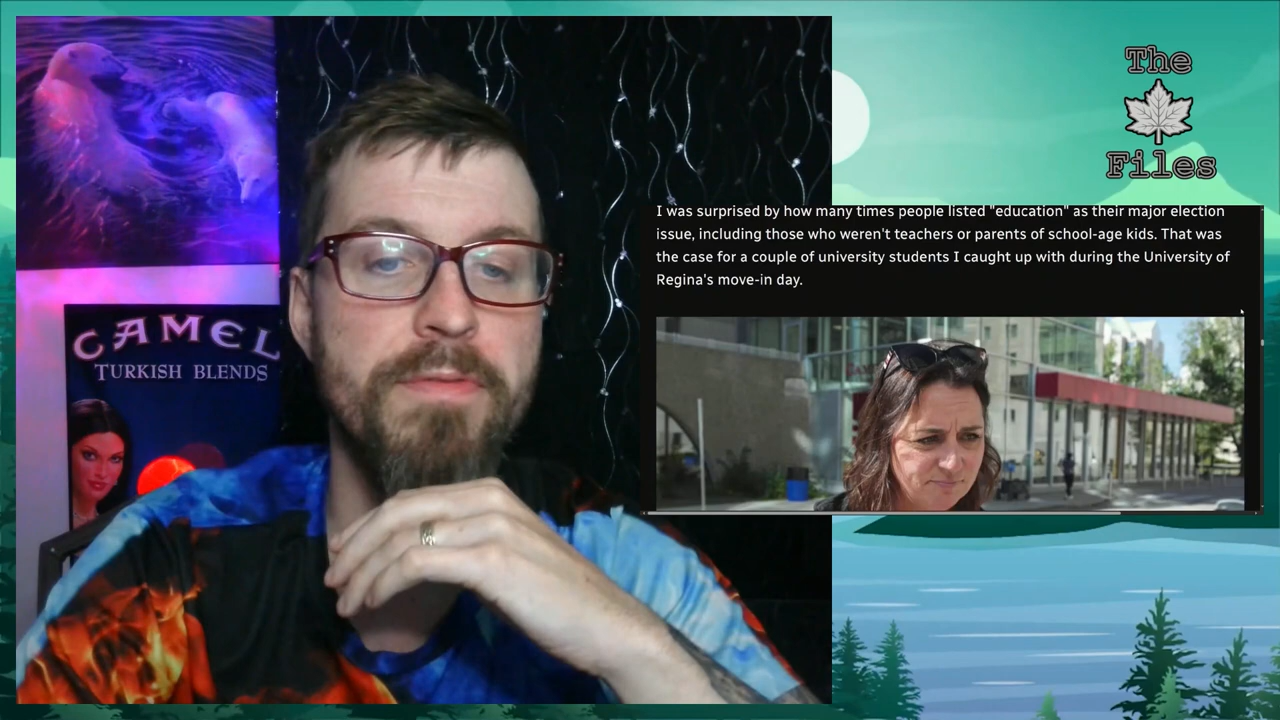 The
Files
CAMEL
TURKISH BLENDS
I was surprised by how many times people listed "education" as their major election
issue, including those who weren't teachers or parents of school-age kids. That was
the case for a couple of university students I caught up with during the University of
Regina's move-in day.